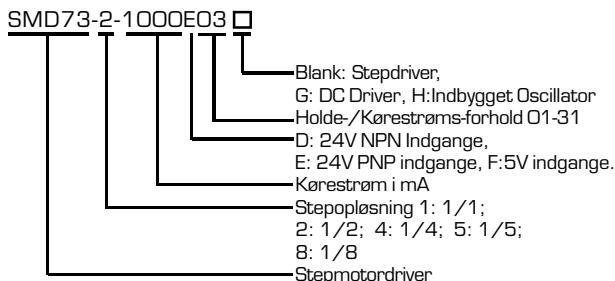 SMD73-2-1000E03
Blank: Stepdriver,
G: DC Driver, H:Indbygget Oscillator
Holde-/Kørestrøms-forhold 01-31
D: 24V NPN Indgange,
E: 24V PNP indgange, F:5V indgange.
Kørestrøm i mA
Stepopløsning 1: 1/1;
2: 1/2; 4: 1/4; 5: 1/5;
8: 1/8
Stepmotordriver